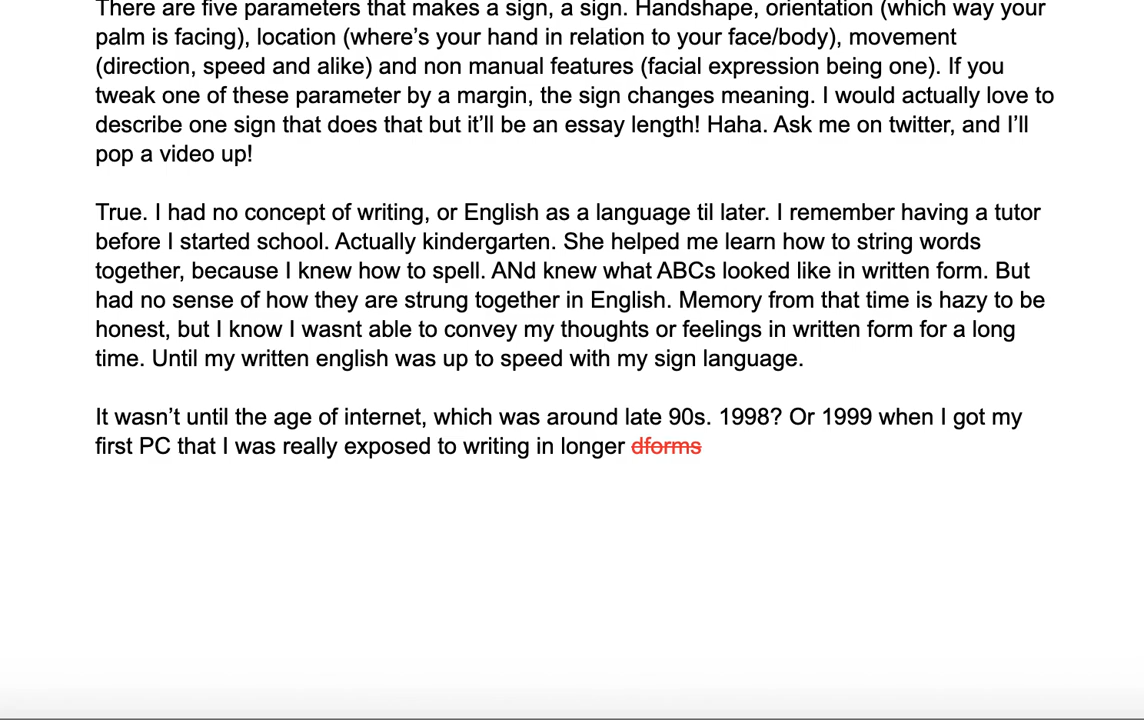 There are five parameters that makes a sign, a sign. Handshape, orientation (which way your
palm is facing), location (where’s your hand in relation to your face/body), movement
(direction, speed and alike) and non manual features (facial expression being one). If you
tweak one of these parameter by a margin, the sign changes meaning. I would actually love to
describe one sign that does that but it’ll be an essay length! Haha. Ask me on twitter, and I’ll
pop a video up!
True. I had no concept of writing, or English as a language til later. I remember having a tutor
before I started school. Actually kindergarten. She helped me learn how to string words
together, because I knew how to spell. ANd knew what ABCs looked like in written form. But
had no sense of how they are strung together in English. Memory from that time is hazy to be
honest, but I know I wasnt able to convey my thoughts or feelings in written form for a long
time. Until my written english was up to speed with my sign language.
It wasn’t until the age of internet, which was around late 90s. 1998? Or 1999 when I got my
first PC that I was really exposed to writing in longer dforms